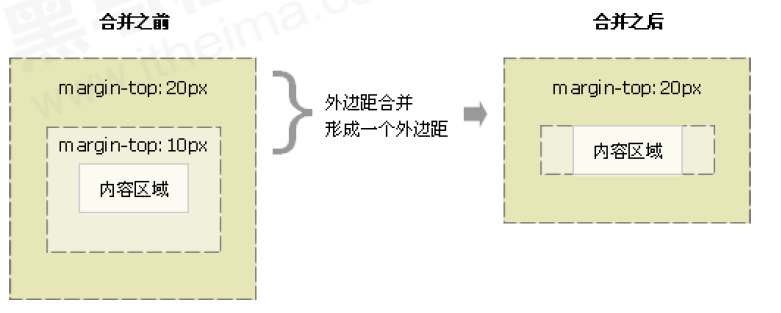 合并之前
合并之后
margin-top: 20px
margin-top: 10px
内容区域
外边距合并
形成一个外边距
margin-top: 20px
内容区域
www.itheima.com